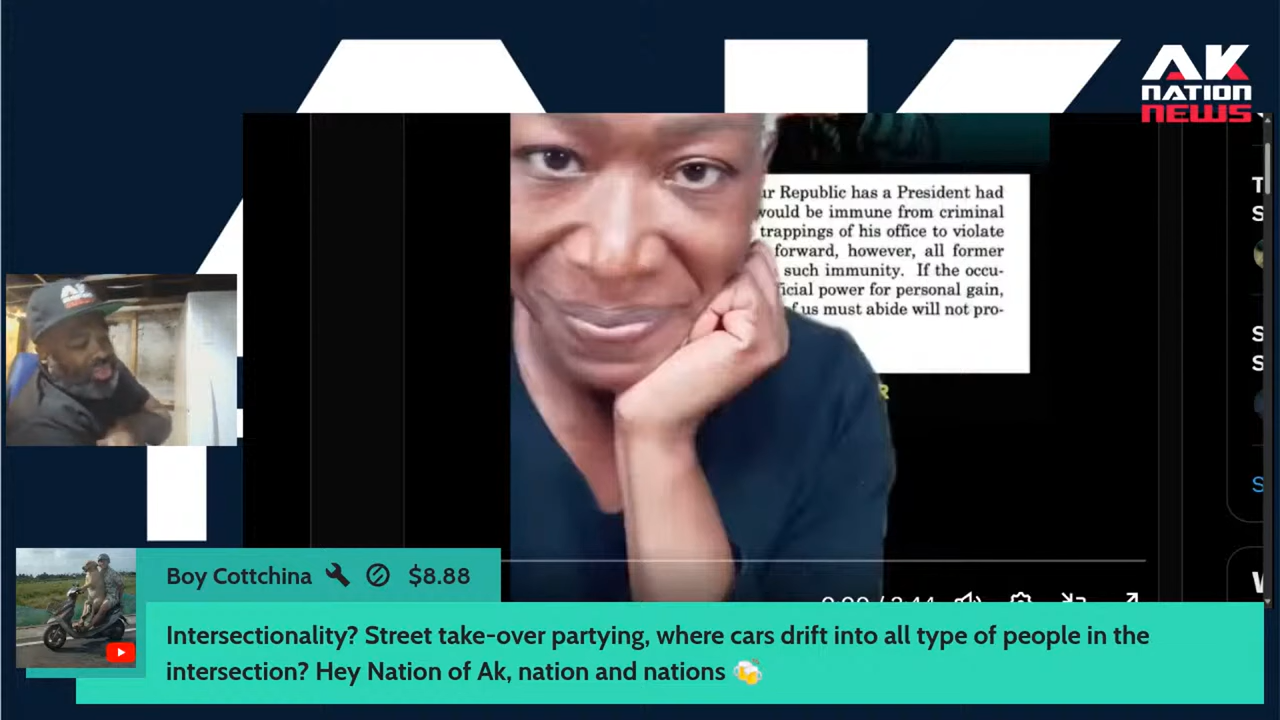 AK
NATION
NEWS
ur Republic has a President had
would be immune from criminal
trappings of his office to violate
forward, however, all former
such immunity. If the occu-
ficial power for personal gain,
of us must abide will not pro-
R
Boy Cottchina $8.88
Intersectionality? Street take-over partying, where cars drift into all type of people in the
intersection? Hey Nation of Ak, nation and nations 🍻